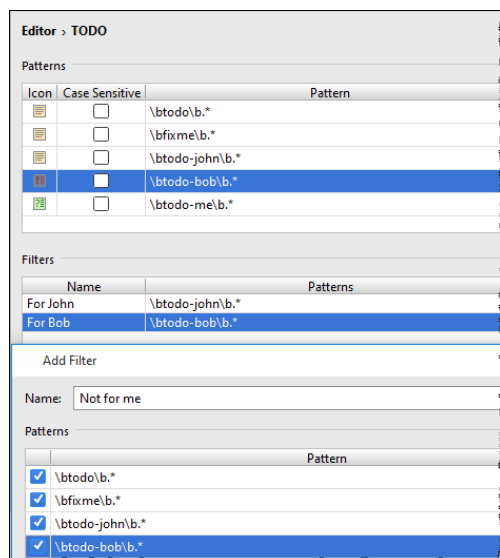 Editor › TODO
Patterns
Icon Case Sensitive Pattern
\btodo\b.*
\bfixme\b.*
\btodo-john\b.*
\btodo-bob\b.*
\btodo-me\b.*
Filters
Name Patterns
For John \btodo-john\b.*
For Bob \btodo-bob\b.*
Add Filter
Name: Not for me
Patterns
Pattern
\btodo\b.*
\bfixme\b.*
\btodo-john\b.*
\btodo-bob\b.*